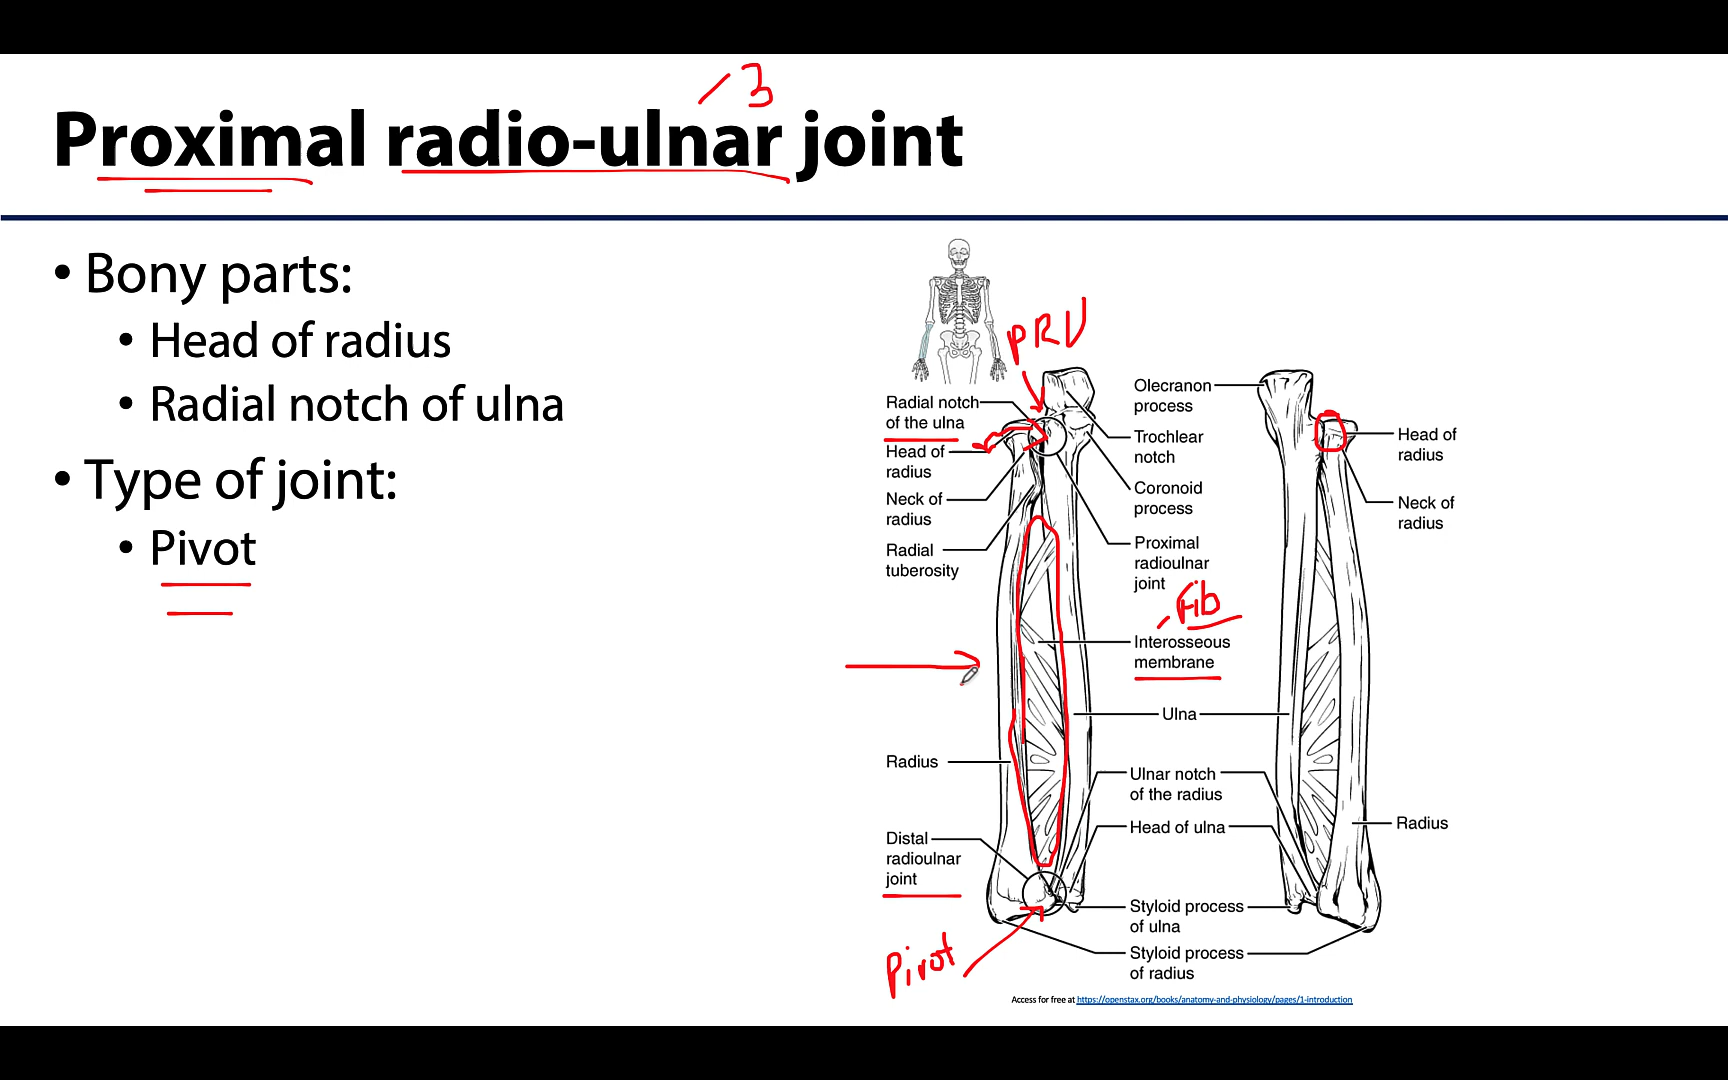 3
Proximal radio-ulnar joint
• Bony parts:
• Head of radius
• Radial notch of ulna
• Type of joint:
• Pivot
PRU
Radial notch
of the ulna
Head of
radius
Neck of
radius
Radial
tuberosity
Radius
Distal
radioulnar
joint
Pivot
Olecranon
process
Trochlear
notch
Coronoid
process
Proximal
radioulnar
joint
Fib
Interosseous
membrane
Ulna
Ulnar notch
of the radius
Head of ulna
Styloid process
of ulna
Styloid process
of radius
Head of
radius
Neck of
radius
Radius
Access for free at https://openstax.org/books/anatomy-and-physiology/pages/1-introduction